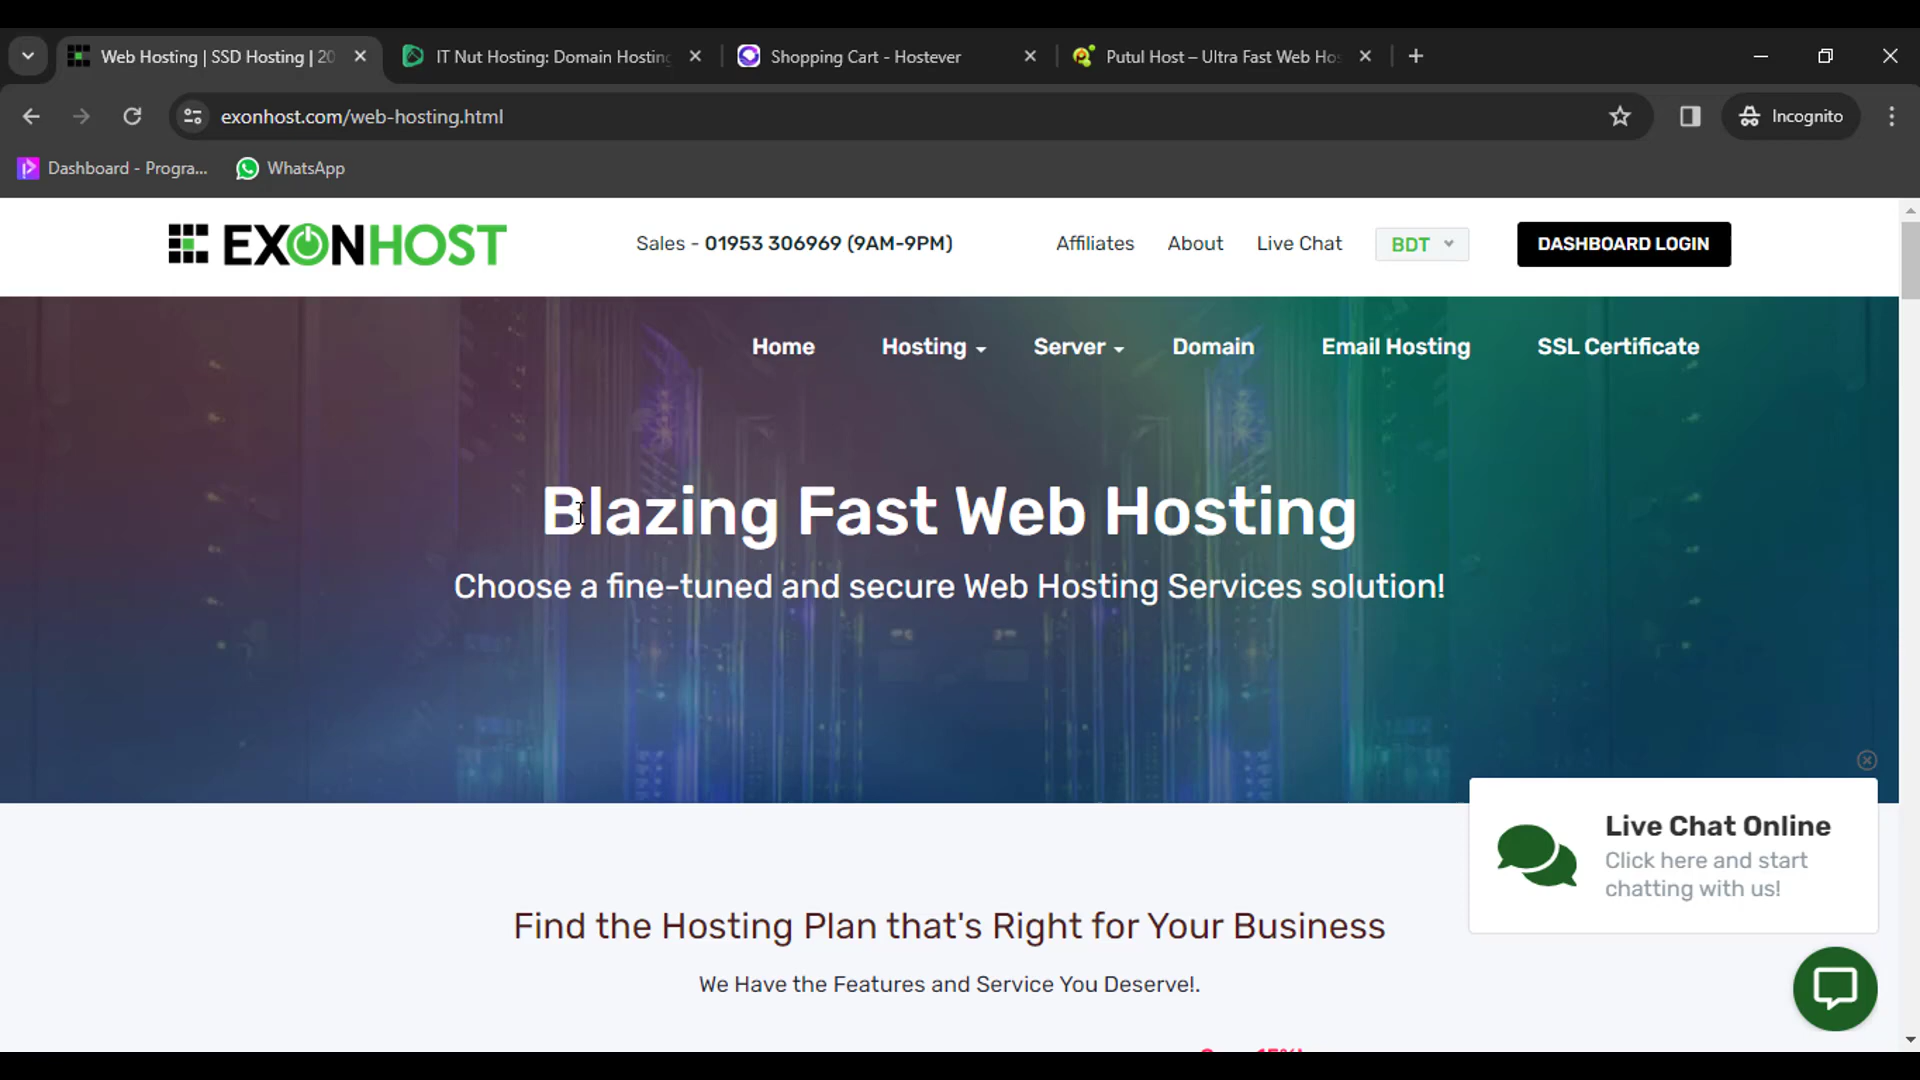 Web Hosting | SSD Hosting | 20
IT Nut Hosting: Domain Hosting
Shopping Cart - Hostever
Putul Host – Ultra Fast Web Hos
exonhost.com/web-hosting.html
Incognito
Dashboard - Progra...
WhatsApp
EXONHOST
Sales - 01953 306969 (9AM-9PM)
Affiliates
About
Live Chat
BDT
DASHBOARD LOGIN
Home
Hosting
Server
Domain
Email Hosting
SSL Certificate
Blazing Fast Web Hosting
Choose a fine-tuned and secure Web Hosting Services solution!
Live Chat Online
Click here and start
chatting with us!
Find the Hosting Plan that's Right for Your Business
We Have the Features and Service You Deserve!.